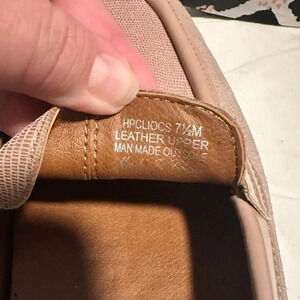 HPCLIOCS 7½M
LEATHER UPPER
MAN MADE OUTSOLE